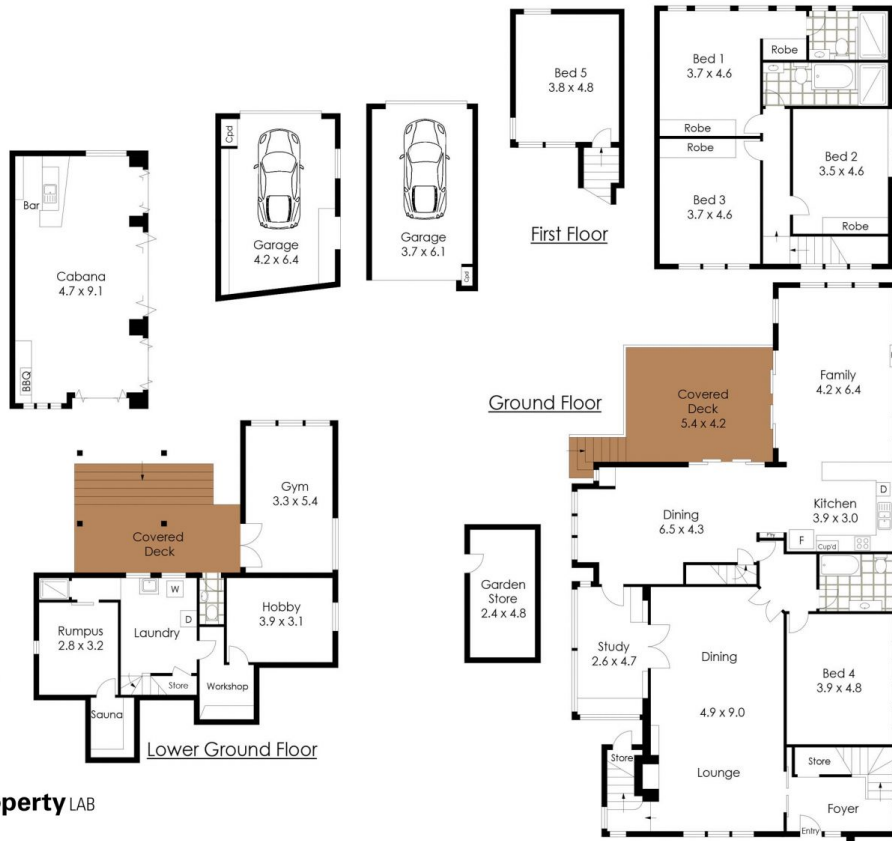 Bed 5
3.8 x 4.8
First Floor
Bed 1
3.7 x 4.6
Robe
Robe
Robe
Bed 3
3.7 x 4.6
Bed 2
3.5 x 4.6
Robe
Cpd
Garage
4.2 x 6.4
Garage
3.7 x 6.1
Cpd
Bar
Cabana
4.7 x 9.1
BBQ
Ground Floor
Covered
Deck
5.4 x 4.2
Family
4.2 x 6.4
Kitchen
3.9 x 3.0
D
F
Cup'd
Dining
6.5 x 4.3
Garden
Store
2.4 x 4.8
Study
2.6 x 4.7
Dining
4.9 x 9.0
Lounge
Bed 4
3.9 x 4.8
Store
Store
Foyer
Entry
Gym
3.3 x 5.4
Covered
Deck
Rumpus
2.8 x 3.2
W
D
Laundry
Hobby
3.9 x 3.1
Store
Workshop
Sauna
Lower Ground Floor
perty LAB